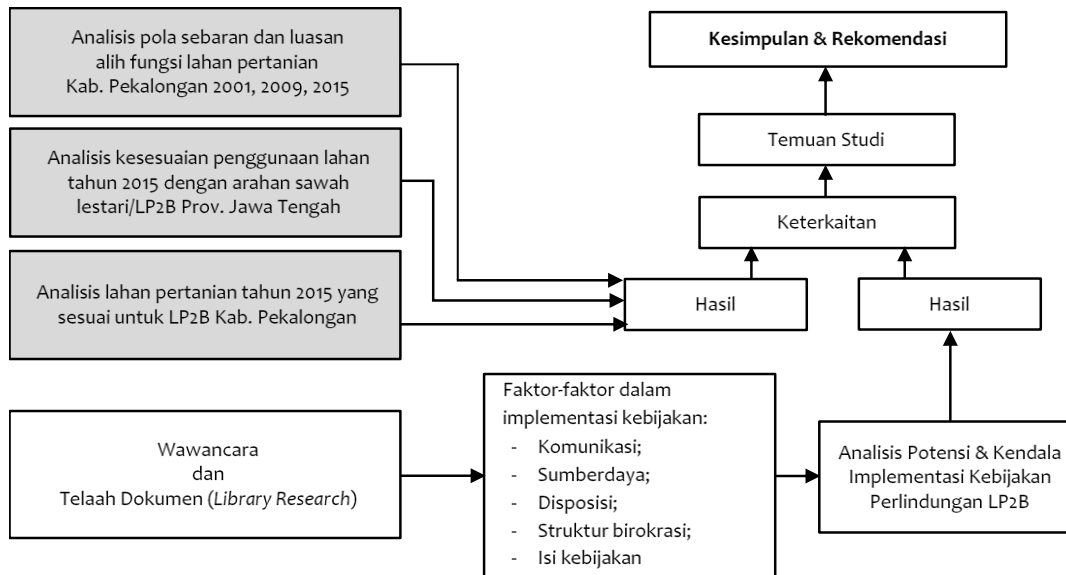 Analisis pola sebaran dan luasan
alih fungsi lahan pertanian
Kab. Pekalongan 2001, 2009, 2015
Analisis kesesuaian penggunaan lahan
tahun 2015 dengan arahan sawah
lestari/LP2B Prov. Jawa Tengah
Analisis lahan pertanian tahun 2015 yang
sesuai untuk LP2B Kab. Pekalongan
Kesimpulan & Rekomendasi
Temuan Studi
Keterkaitan
Hasil
Hasil
Wawancara
dan
Telaah Dokumen (Library Research)
Faktor-faktor dalam
implementasi kebijakan:
- Komunikasi;
- Sumberdaya;
- Disposisi;
- Struktur birokrasi;
- Isi kebijakan
Analisis Potensi & Kendala
Implementasi Kebijakan
Perlindungan LP2B